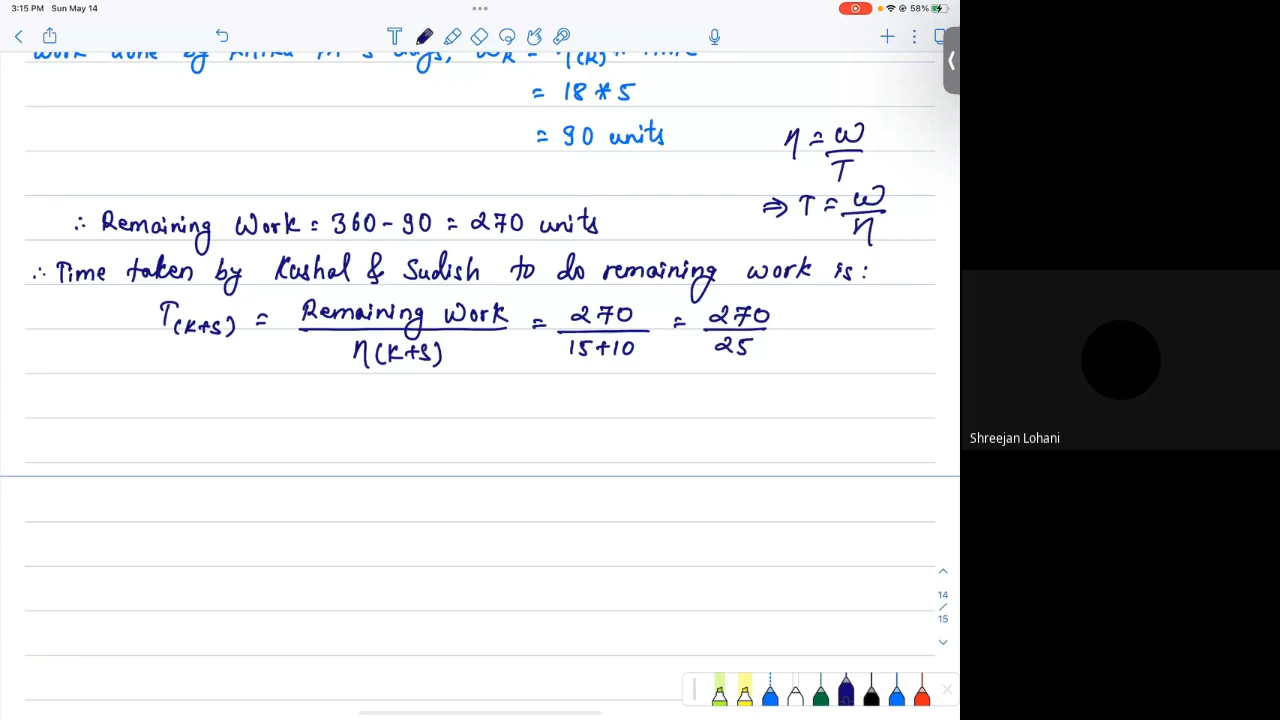 3:15 PM Sun May 14
58%
= 18 * 5
= 90 units
η = W/T
⇒ T = W/η
∴ Remaining Work = 360 - 90 = 270 units
∴ Time taken by Kushal & Sudish to do remaining work is:
T(K+S) = Remaining Work / η(K+S) = 270 / 15+10 = 270 / 25
Shreejan Lohani
14
/
15